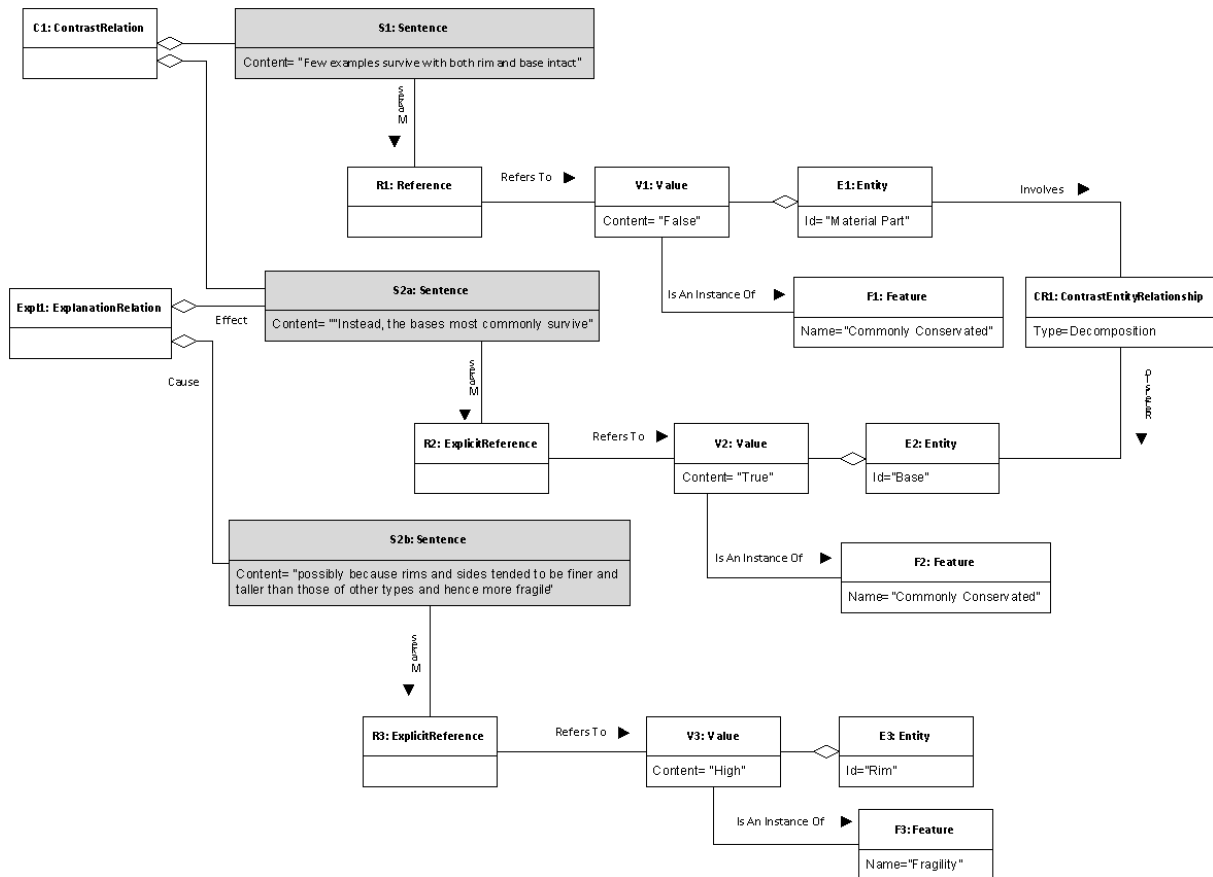 C1: ContrastRelation
S1: Sentence
Content= "Few examples survive with both rim and base intact"
Makes
R1: Reference
Refers To
V1: Value
Content= "False"
E1: Entity
Id="Material Part"
Involves
Is An Instance Of
F1: Feature
Name="Commonly Conservated"
CR1: ContrastEntityRelationship
Type=Decomposition
Expl1: ExplanationRelation
Effect
Cause
S2a: Sentence
Content= ""Instead, the bases most commonly survive"
Makes
R2: ExplicitReference
Refers To
V2: Value
Content= "True"
E2: Entity
Id="Base"
Is An Instance Of
F2: Feature
Name="Commonly Conservated"
S2b: Sentence
Content= "possibly because rims and sides tended to be finer and
taller than those of other types and hence more fragile"
Makes
R3: ExplicitReference
Refers To
V3: Value
Content= "High"
E3: Entity
Id="Rim"
Is An Instance Of
F3: Feature
Name="Fragility"